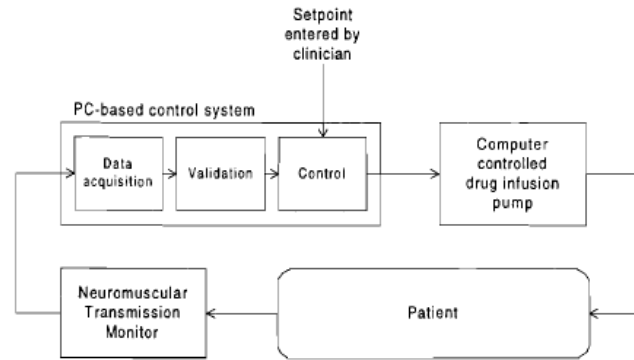 Setpoint
entered by
clinician
PC-based control system
Data
acquisition
Validation
Control
Computer
controlled
drug infusion
pump
Neuromuscular
Transmission
Monitor
Patient